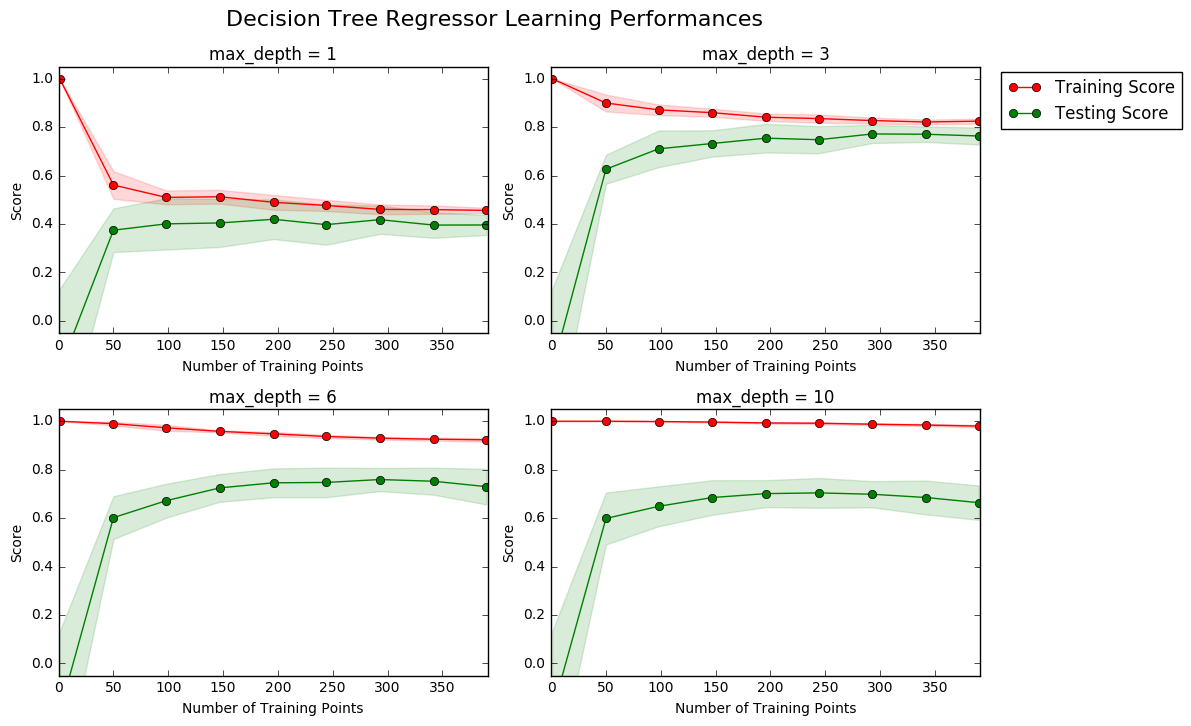 Decision Tree Regressor Learning Performances
max_depth = 1
1.0
0.8
0.6
0.4
0.2
0.0
Score
0 50 100 150 200 250 300 350
Number of Training Points
max_depth = 3
1.0
0.8
0.6
0.4
0.2
0.0
Score
0 50 100 150 200 250 300 350
Number of Training Points
Training Score
Testing Score
max_depth = 6
1.0
0.8
0.6
0.4
0.2
0.0
Score
0 50 100 150 200 250 300 350
Number of Training Points
max_depth = 10
1.0
0.8
0.6
0.4
0.2
0.0
Score
0 50 100 150 200 250 300 350
Number of Training Points